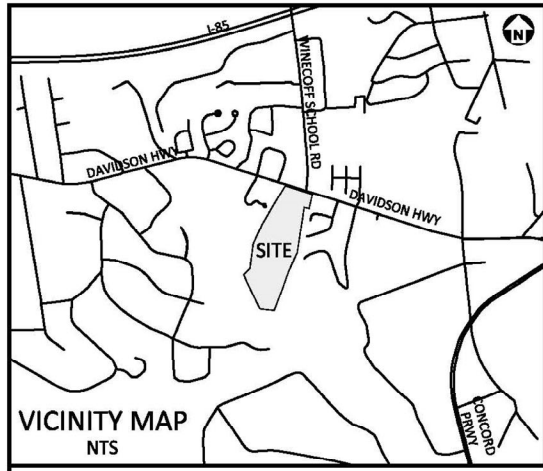 I-85
N
WINECOFF SCHOOL RD
DAVIDSON HWY
DAVIDSON HWY
SITE
VICINITY MAP
NTS
CONCORD
PRWY